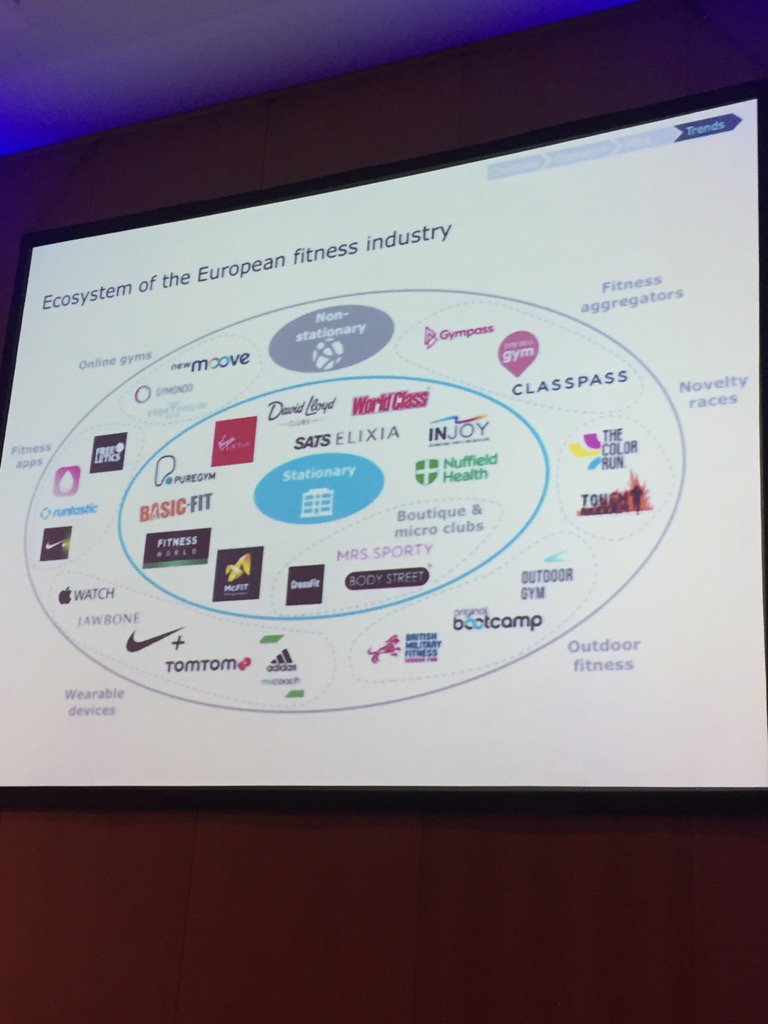 Trends
Ecosystem of the European fitness industry
Non-
stationary
Fitness
aggregators
Online gyms
newmoove
Gympass
gym
GYMONDO
CLASSPASS
Novelty
races
Fitness
apps
FREE
LETICS
Virgin active
David Lloyd
CLUBS
World Class
SATS ELIXIA
INJOY
THE
COLOR
RUN
PUREGYM
Stationary
Nuffield
Health
runtastic
BASIC-FIT
TOUGH
Boutique &
micro clubs
FITNESS
WORLD
McFIT
CrossFit
MRS. SPORTY
BODY STREET
WATCH
OUTDOOR
GYM
JAWBONE
original
bootcamp
+
TOMTOM
adidas
micoach
BRITISH
MILITARY
FITNESS
Outdoor
fitness
Wearable
devices